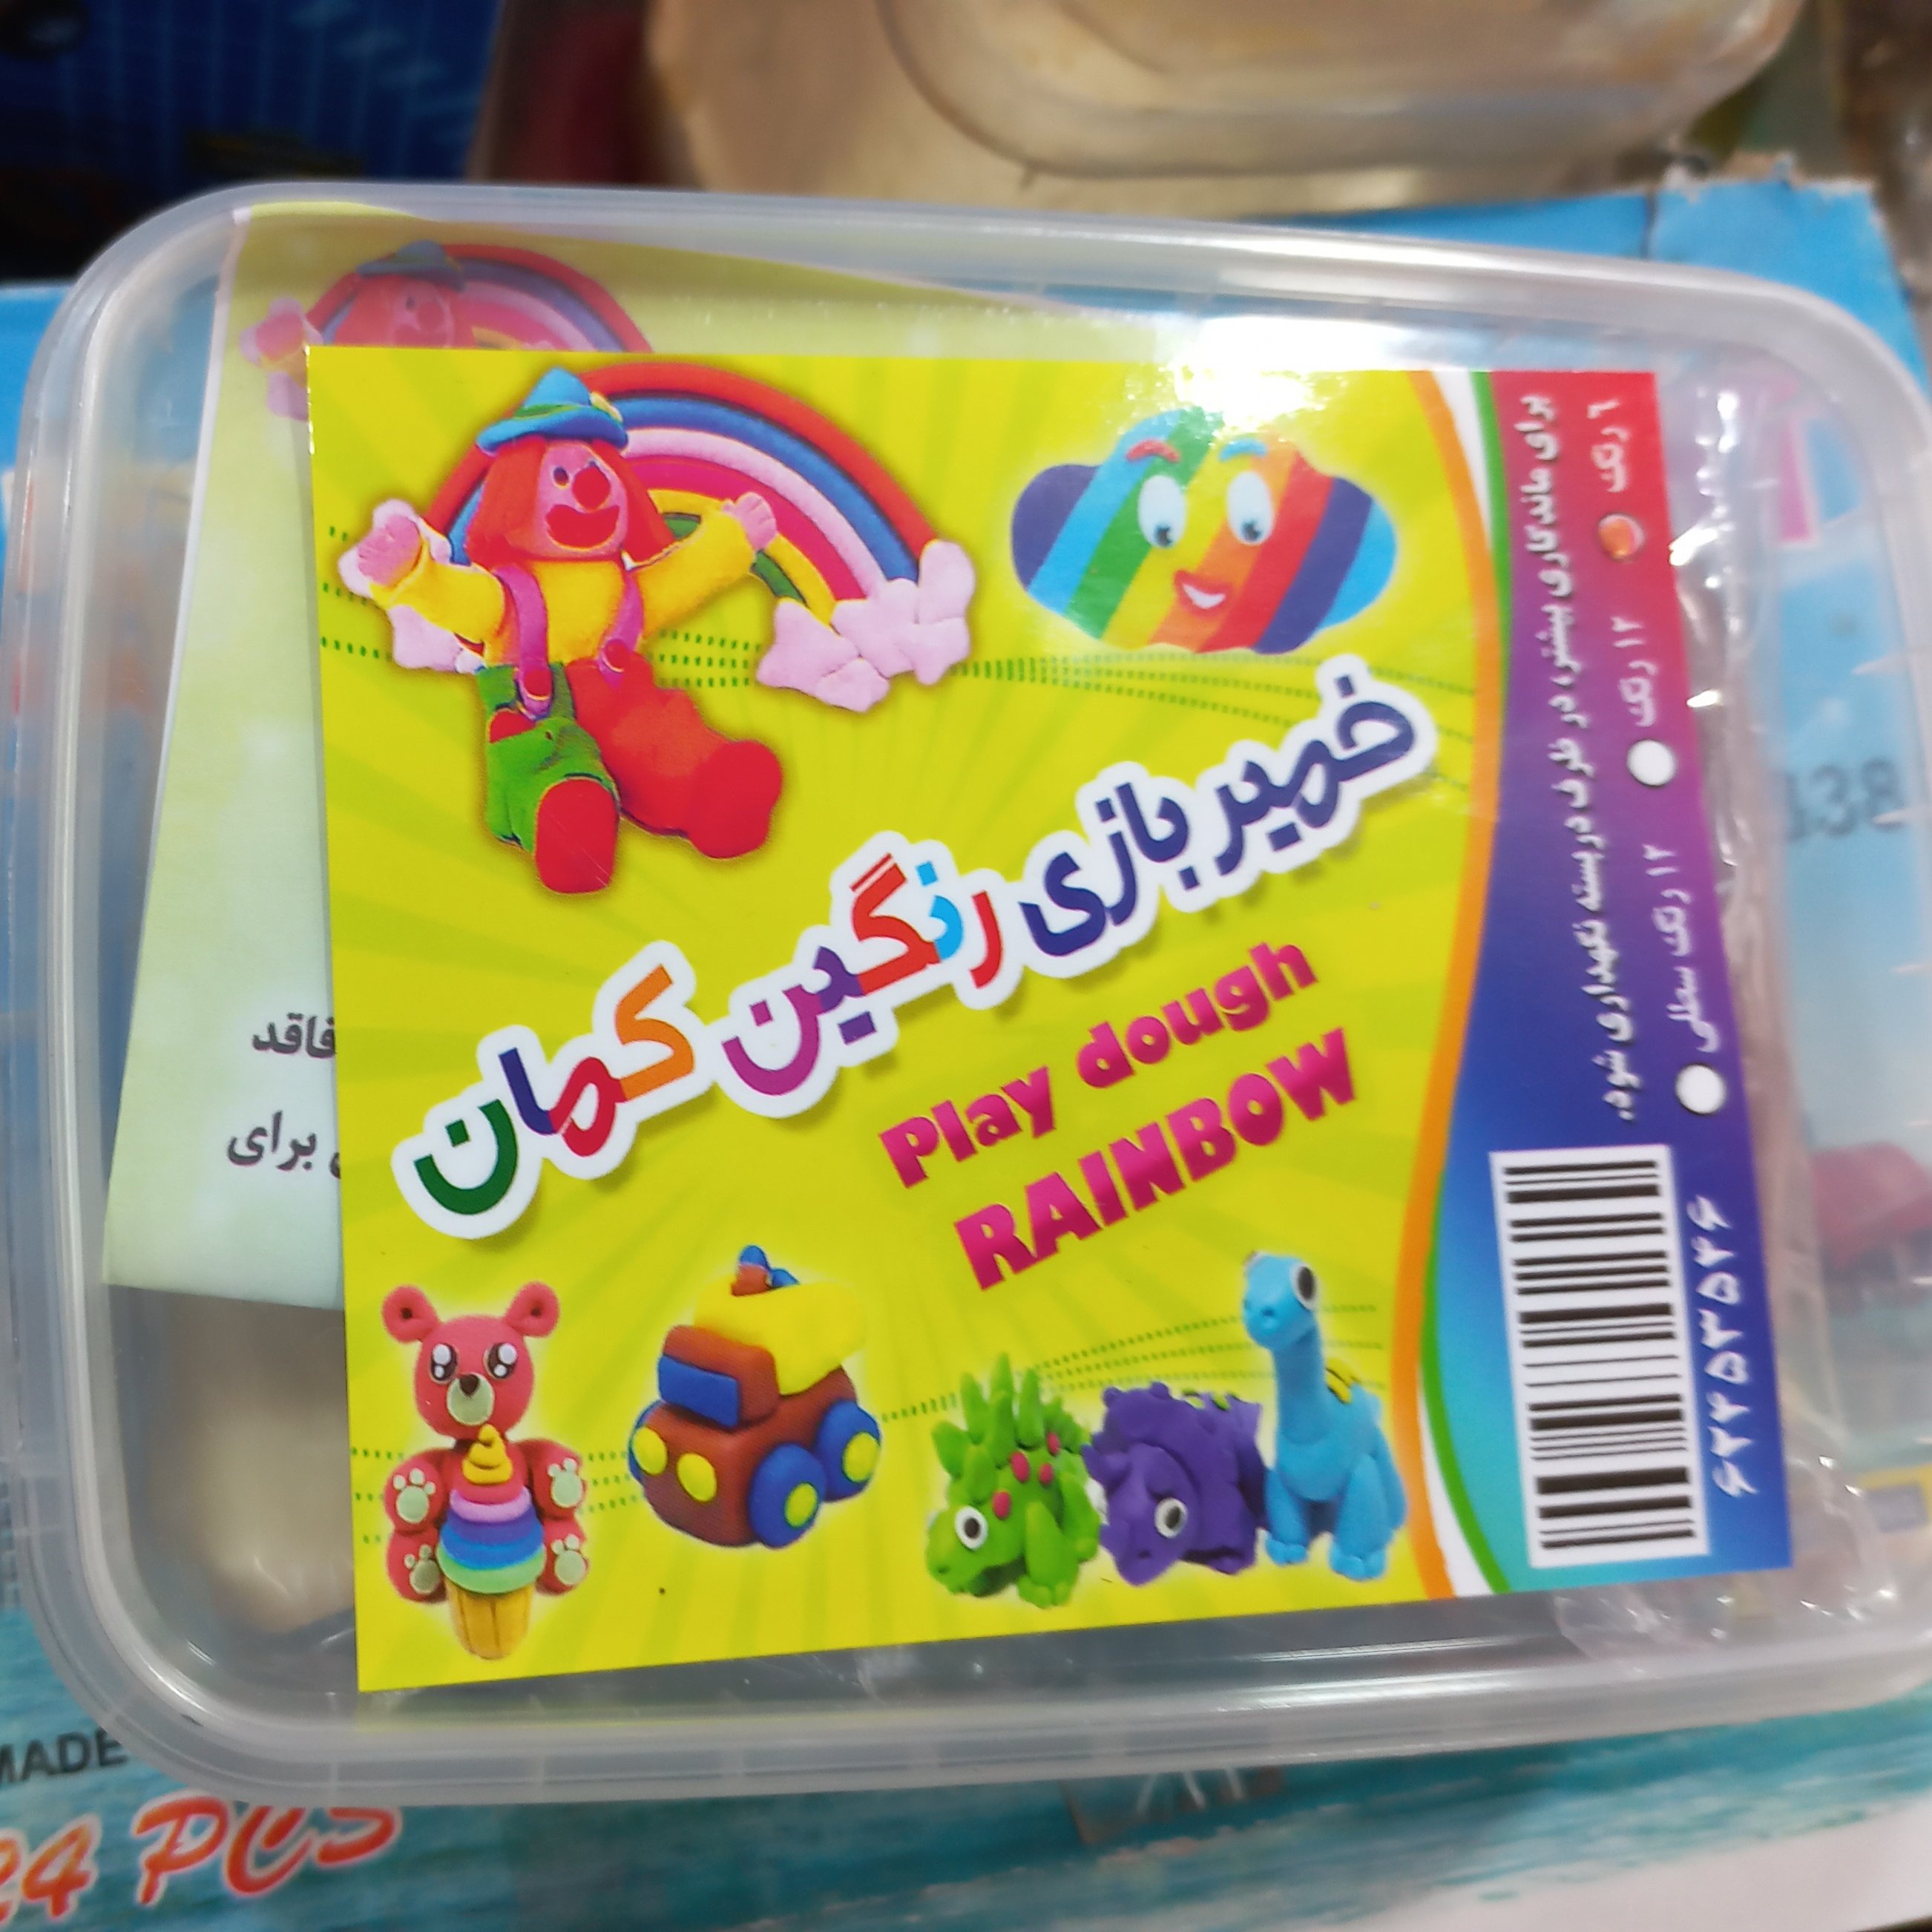 خمیر بازی رنگین کمان
Play dough
RAINBOW
برای ماندگاری بیشتر، در ظرف دربسته نگهداری شود.
۶ رنگ
۱۲ رنگ
۱۲ رنگ سطلی
۶۲۲۵۳۵۲۶
فاقد
برای
438
MADE
24 PCS